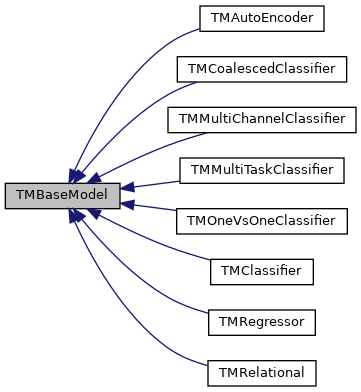 TMAutoEncoder
TMCoalescedClassifier
TMMultiChannelClassifier
TMMultiTaskClassifier
TMBaseModel
TMOneVsOneClassifier
TMClassifier
TMRegressor
TMRelational